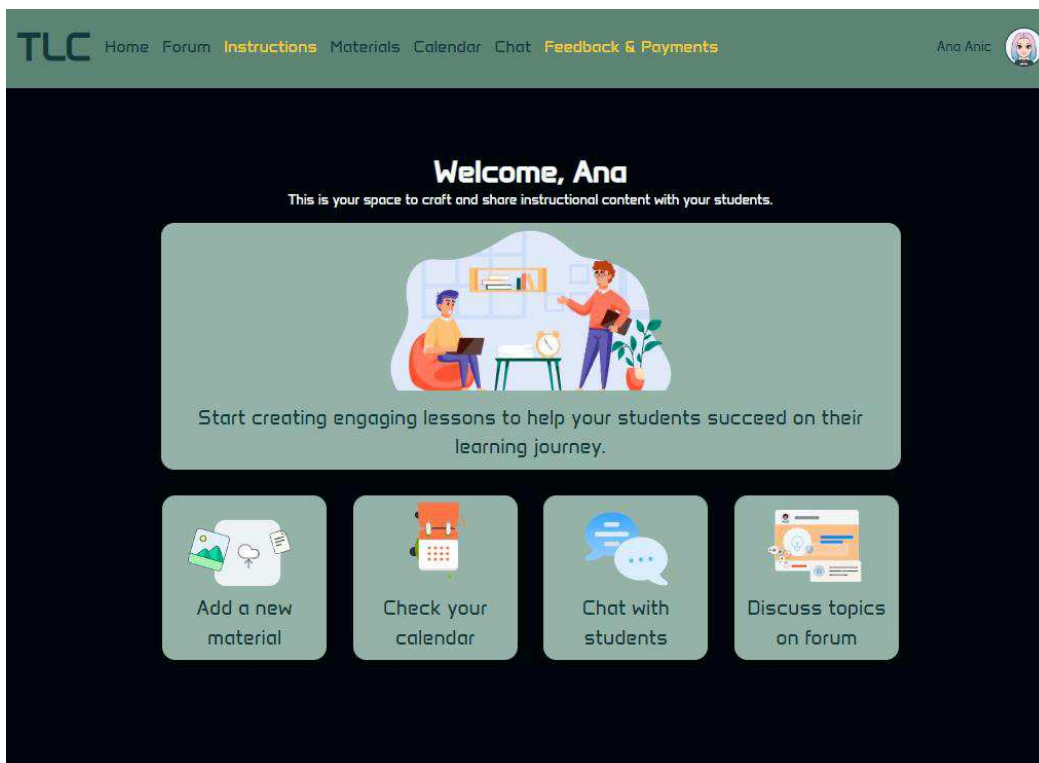 TLC Home Forum Instructions Materials Calendar Chat Feedback & Payments Ana Anic
Welcome, Ana
This is your space to craft and share instructional content with your students.
Start creating engaging lessons to help your students succeed on their
learning journey.
Add a new
material
Check your
calendar
Chat with
students
Discuss topics
on forum